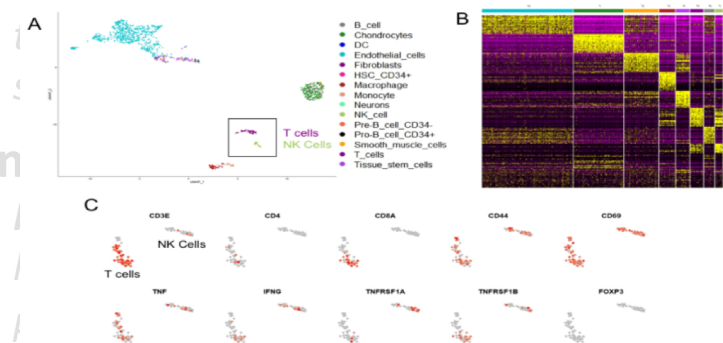 A
B_cell
Chondrocytes
DC
Endothelial_cells
Fibroblasts
HSC_CD34+
Macrophage
Monocyte
Neurons
NK_cell
Pre-B_cell_CD34-
Pro-B_cell_CD34+
Smooth_muscle_cells
T_cells
Tissue_stem_cells
T cells
NK Cells
B
C
CD3E
CD4
CD8A
CD44
CD69
NK Cells
T cells
TNF
IFNG
TNFRSF1A
TNFRSF1B
FOXP3